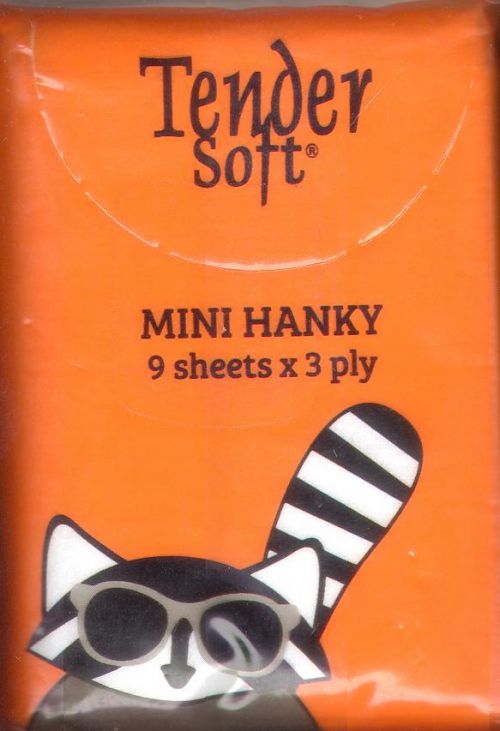 Tender
Soft®
MINI HANKY
9 sheets x 3 ply